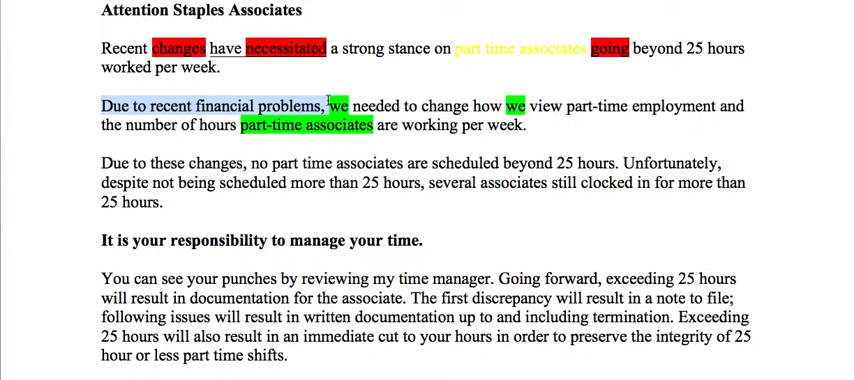 Attention Staples Associates
Recent changes have necessitated a strong stance on part time associates going beyond 25 hours
worked per week.
Due to recent financial problems, we needed to change how we view part-time employment and
the number of hours part-time associates are working per week.
Due to these changes, no part time associates are scheduled beyond 25 hours. Unfortunately,
despite not being scheduled more than 25 hours, several associates still clocked in for more than
25 hours.
It is your responsibility to manage your time.
You can see your punches by reviewing my time manager. Going forward, exceeding 25 hours
will result in documentation for the associate. The first discrepancy will result in a note to file;
following issues will result in written documentation up to and including termination. Exceeding
25 hours will also result in an immediate cut to your hours in order to preserve the integrity of 25
hour or less part time shifts.